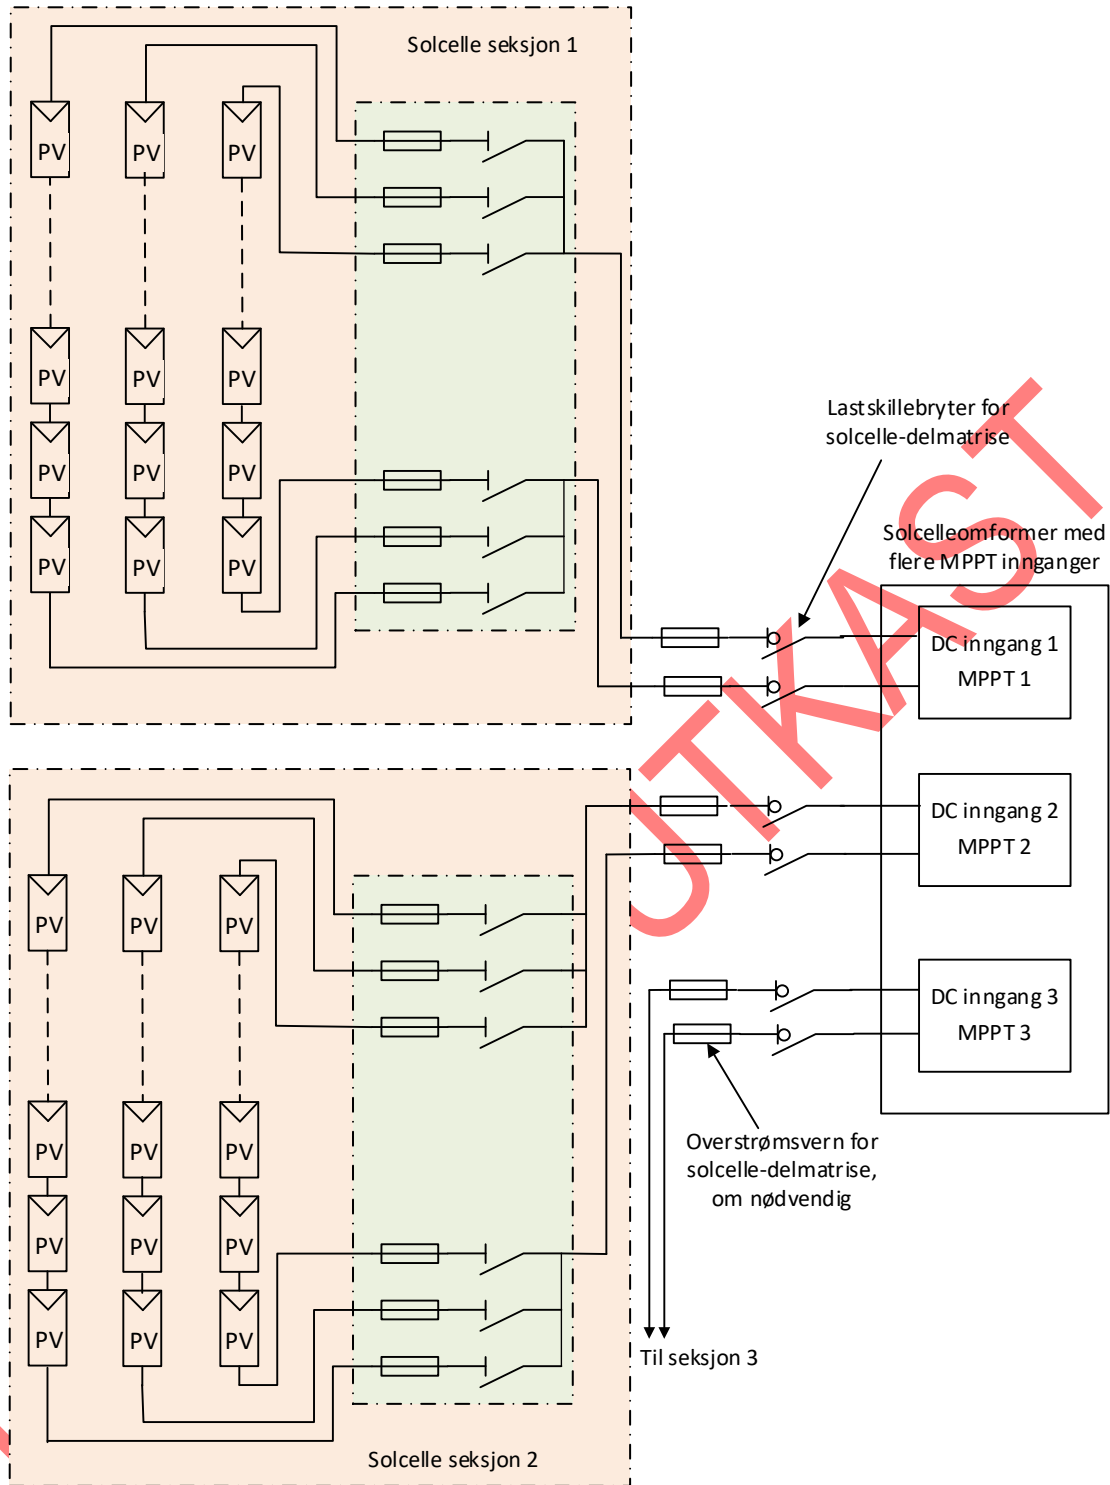 Solcelle seksjon 1
PV PV PV
PV PV PV
PV PV PV
PV PV PV
Lastskillebryter for
solcelle-delmatrise
Solcelleomformer med
flere MPPT innganger
DC inngang 1
MPPT 1
DC inngang 2
MPPT 2
DC inngang 3
MPPT 3
UTKAST
PV PV PV
PV PV PV
PV PV PV
PV PV PV
Overstrømsvern for
solcelle-delmatrise,
om nødvendig
Til seksjon 3
Solcelle seksjon 2